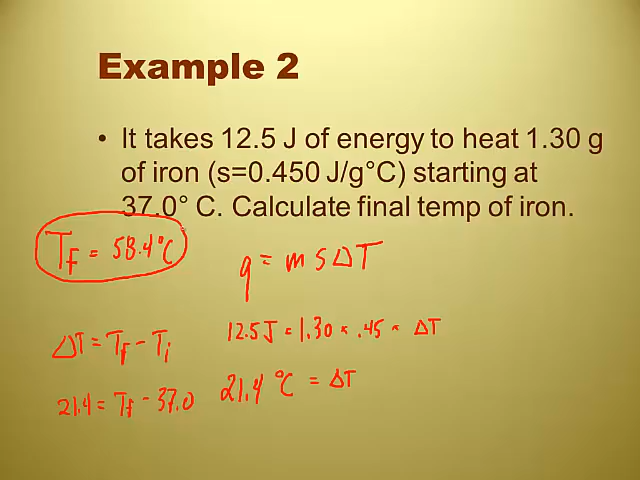 Example 2
• It takes 12.5 J of energy to heat 1.30 g
of iron (s=0.450 J/g°C) starting at
37.0° C. Calculate final temp of iron.
Tf = 58.4°C
q = m s ΔT
12.5J = 1.30 × .45 × ΔT
ΔT = Tf - Ti
21.4 °C = ΔT
21.4 = Tf - 37.0